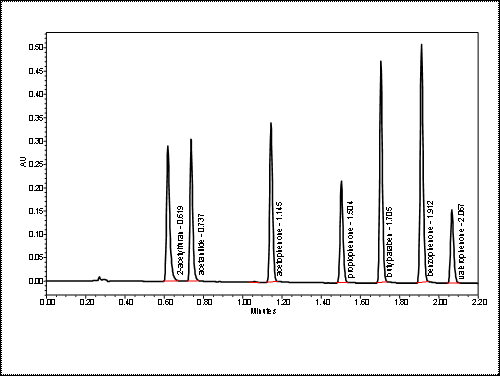 0.50
0.45
0.40
0.35
0.30
0.25
0.20
0.15
0.10
0.05
0.00
AU
2-acetylfuran - 0.619
acetanilide - 0.737
acetophenone - 1.145
propiophenone - 1.504
butylparaben - 1.705
benzophenone - 1.912
valerophenone - 2.067
0.00 0.20 0.40 0.60 0.80 1.00 1.20 1.40 1.60 1.80 2.00 2.20
Minutes